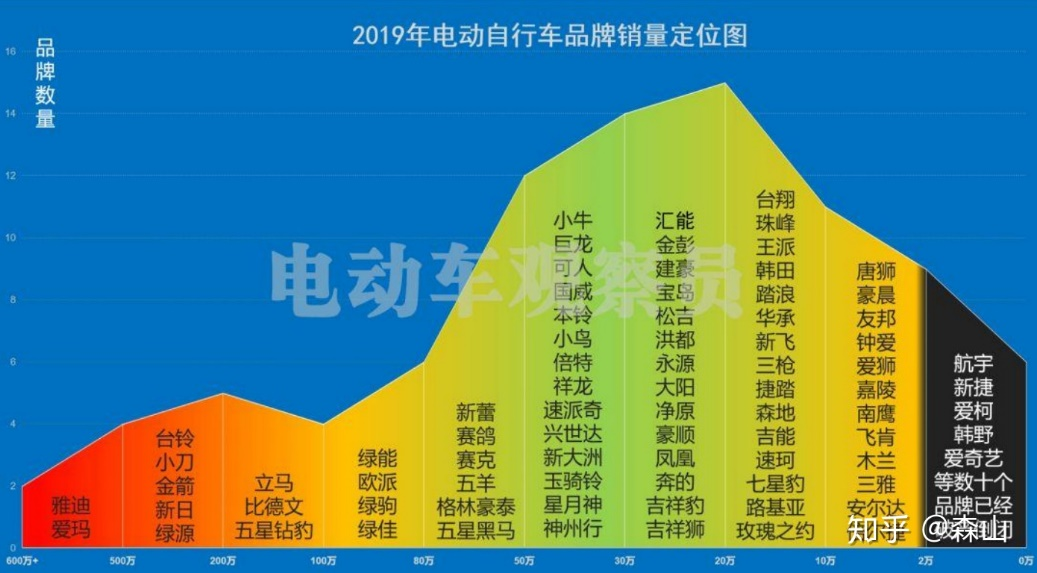 2019年电动自行车品牌销量定位图
品牌数量
16
14
12
10
8
6
4
2
0
雅迪
爱玛
台铃
小刀
金箭
新日
绿源
立马
比德文
五星钻豹
绿能
欧派
绿驹
绿佳
新蕾
赛鸽
赛克
五羊
格林豪泰
五星黑马
小牛
巨龙
可人
国威
本铃
小鸟
倍特
祥龙
速派奇
兴世达
新大洲
玉骑铃
星月神
神州行
汇能
金彭
建豪
宝岛
松吉
洪都
永源
大阳
净原
豪顺
凤凰
奔的
吉祥豹
吉祥狮
台翔
珠峰
王派
韩田
踏浪
华承
新飞
三枪
捷踏
森地
吉能
速珂
七星豹
路基亚
玫瑰之约
唐狮
豪晨
友邦
钟爱
爱狮
嘉陵
南鹰
飞肯
木兰
三雅
安尔达
航宇
新捷
爱柯
韩野
爱奇艺
等数十个
品牌已经
倒闭
电动车观察员
知乎 @森山
600万+
500万
200万
100万
80万
50万
30万
20万
10万
2万
0万